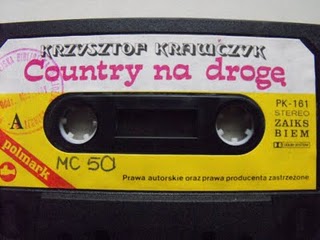 KRZYSZTOF KRAWCZYK
Country na drogę
PK-161
STEREO
ZAIKS
BIEM
A
polmark
MC 50
Prawa autorskie oraz prawa producenta zastrzeżone